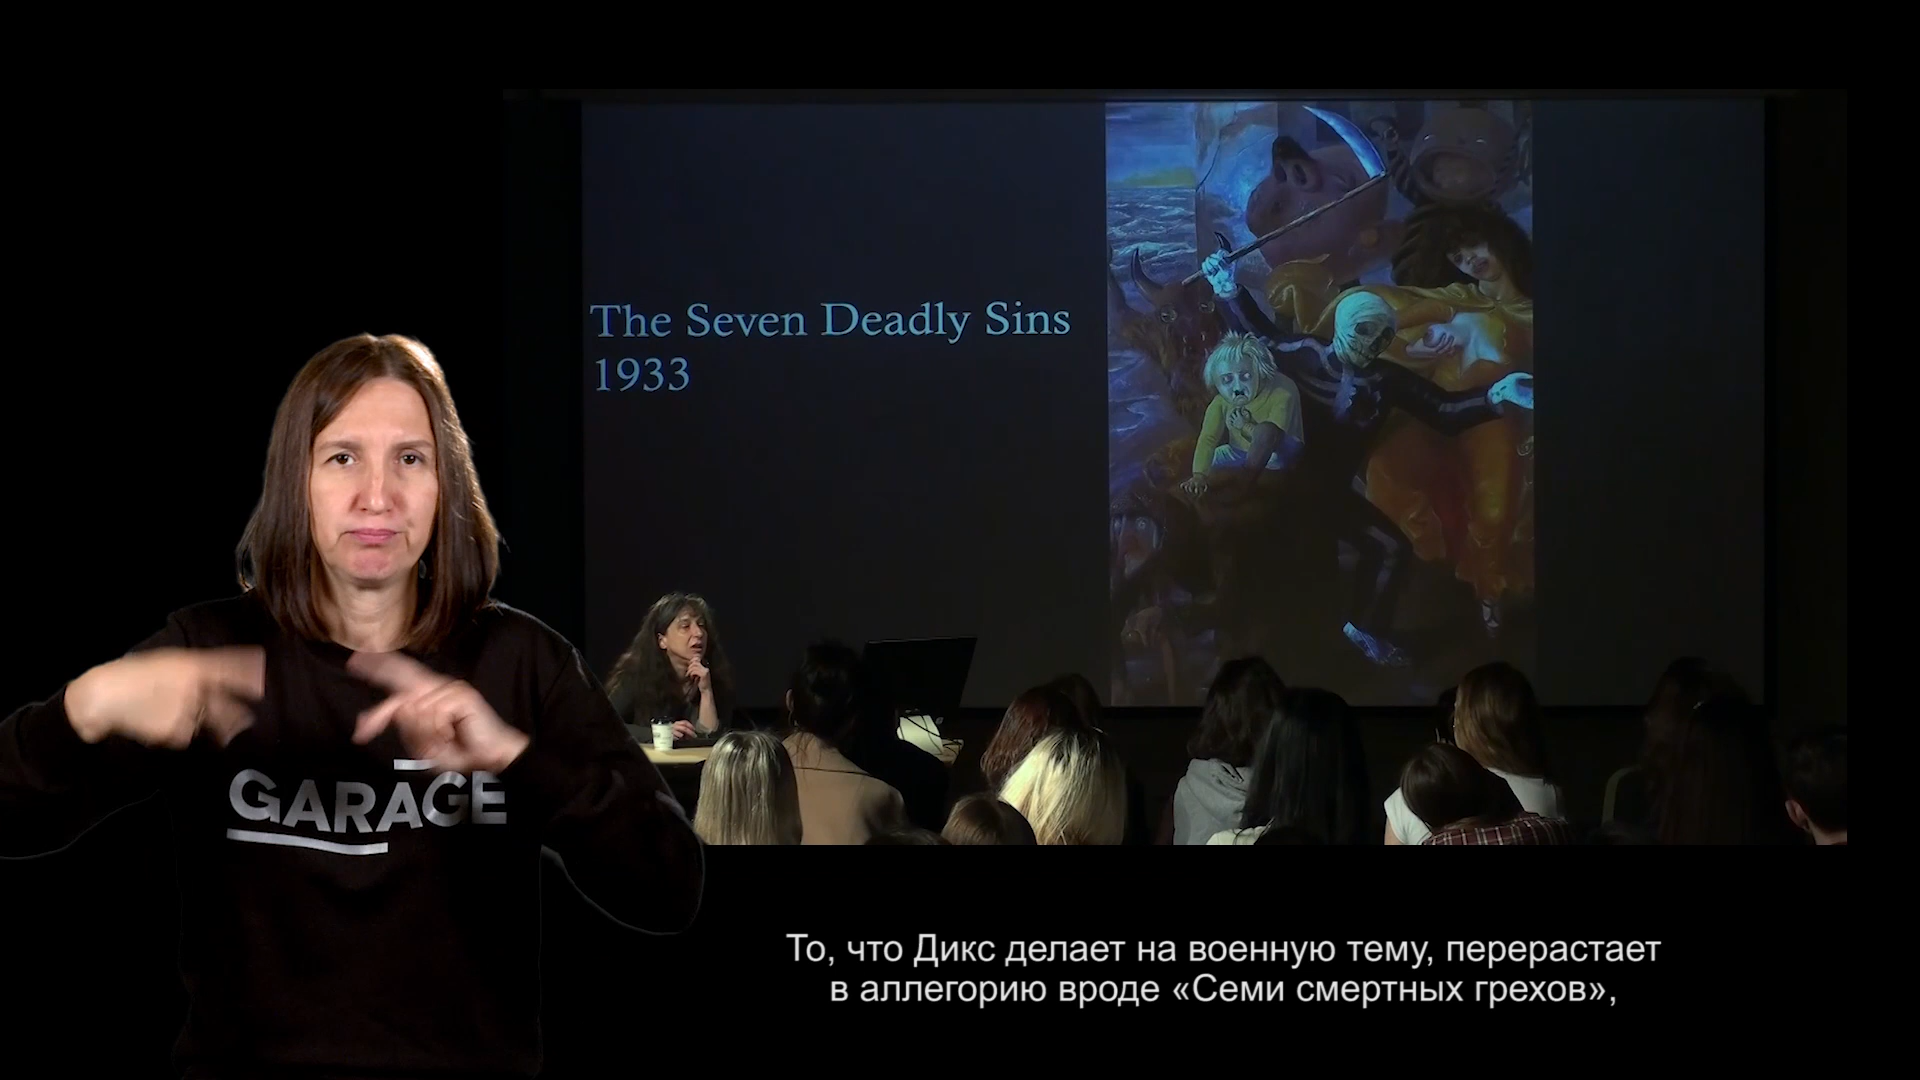 The Seven Deadly Sins
1933
GARAGE
То, что Дикс делает на военную тему, перерастает
в аллегорию вроде «Семи смертных грехов»,